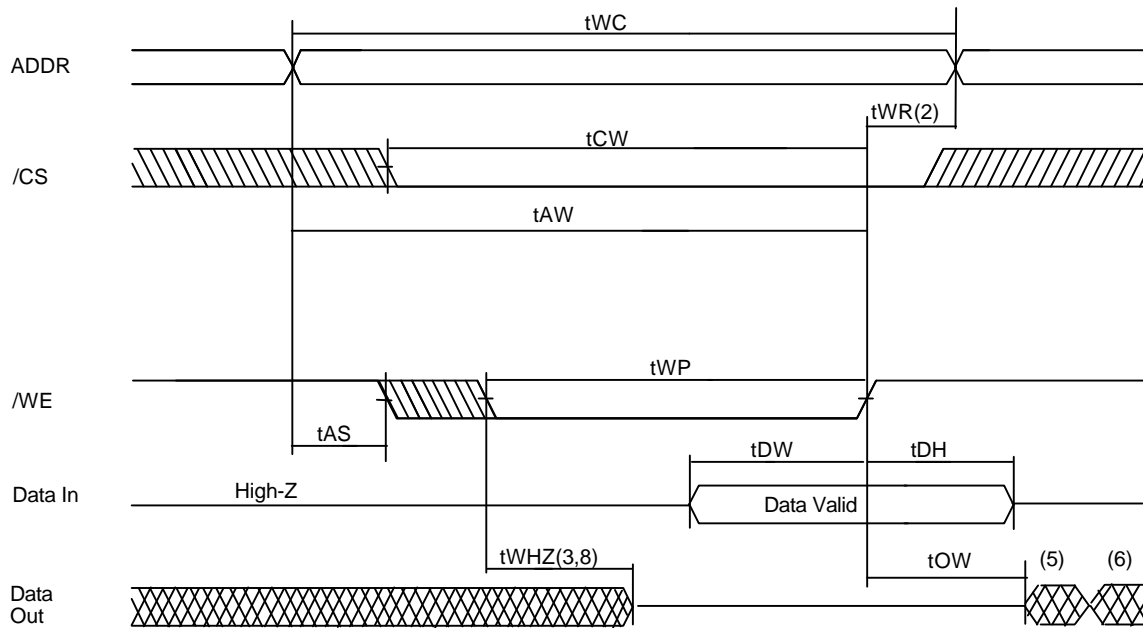 tWC
ADDR
tWR(2)
tCW
/CS
tAW
tWP
/WE
tAS
tDW
tDH
Data In
High-Z
Data Valid
tWHZ(3,8)
tOW
(5)
(6)
Data
Out